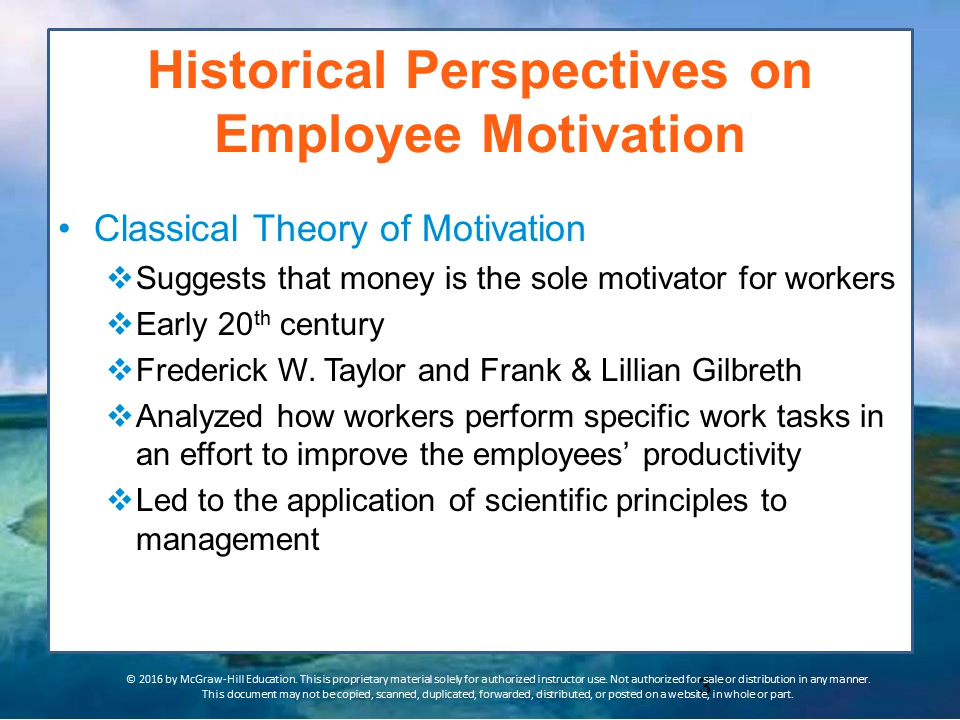 Historical Perspectives on
Employee Motivation
• Classical Theory of Motivation
❖Suggests that money is the sole motivator for workers
❖Early 20th century
❖Frederick W. Taylor and Frank & Lillian Gilbreth
❖Analyzed how workers perform specific work tasks in
an effort to improve the employees’ productivity
❖Led to the application of scientific principles to
management
© 2016 by McGraw-Hill Education. This is proprietary material solely for authorized instructor use. Not authorized for sale or distribution in any manner.
This document may not be copied, scanned, duplicated, forwarded, distributed, or posted on a website, in whole or part.